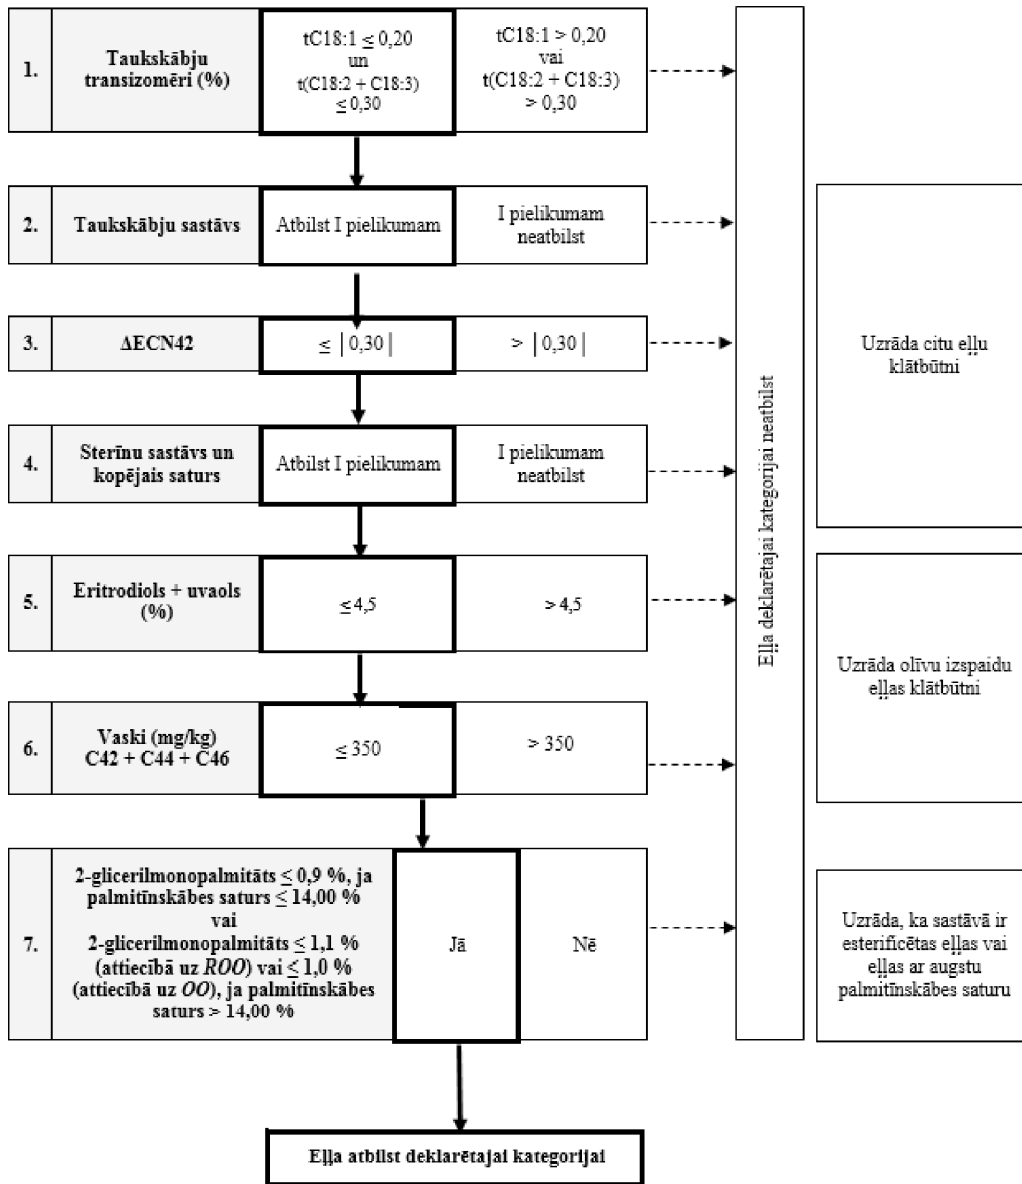 1.
Taukskābju
transizomēri (%)
tC18:1 ≤ 0,20
un
t(C18:2 + C18:3)
≤ 0,30
tC18:1 > 0,20
vai
t(C18:2 + C18:3)
> 0,30
2.
Taukskābju sastāvs
Atbilst I pielikumam
I pielikumam
neatbilst
3.
ΔECN42
≤ | 0,30 |
> | 0,30 |
4.
Sterīnu sastāvs un
kopējais saturs
Atbilst I pielikumam
I pielikumam
neatbilst
5.
Eritrodiols + uvaols
(%)
≤ 4,5
> 4,5
6.
Vaski (mg/kg)
C42 + C44 + C46
≤ 350
> 350
7.
2-glicerilmonopalmitāts ≤ 0,9 %, ja
palmitīnskābes saturs ≤ 14,00 %
vai
2-glicerilmonopalmitāts ≤ 1,1 %
(attiecībā uz ROO) vai ≤ 1,0 %
(attiecībā uz OO), ja palmitīnskābes
saturs > 14,00 %
Jā
Nē
Eļļa deklarētajai kategorijai neatbilst
Uzrāda citu eļļu
klātbūtni
Uzrāda olīvu izspaidu
eļļas klātbūtni
Uzrāda, ka sastāvā ir
esterificētas eļļas vai
eļļas ar augstu
palmitīnskābes saturu
Eļļa atbilst deklarētajai kategorijai